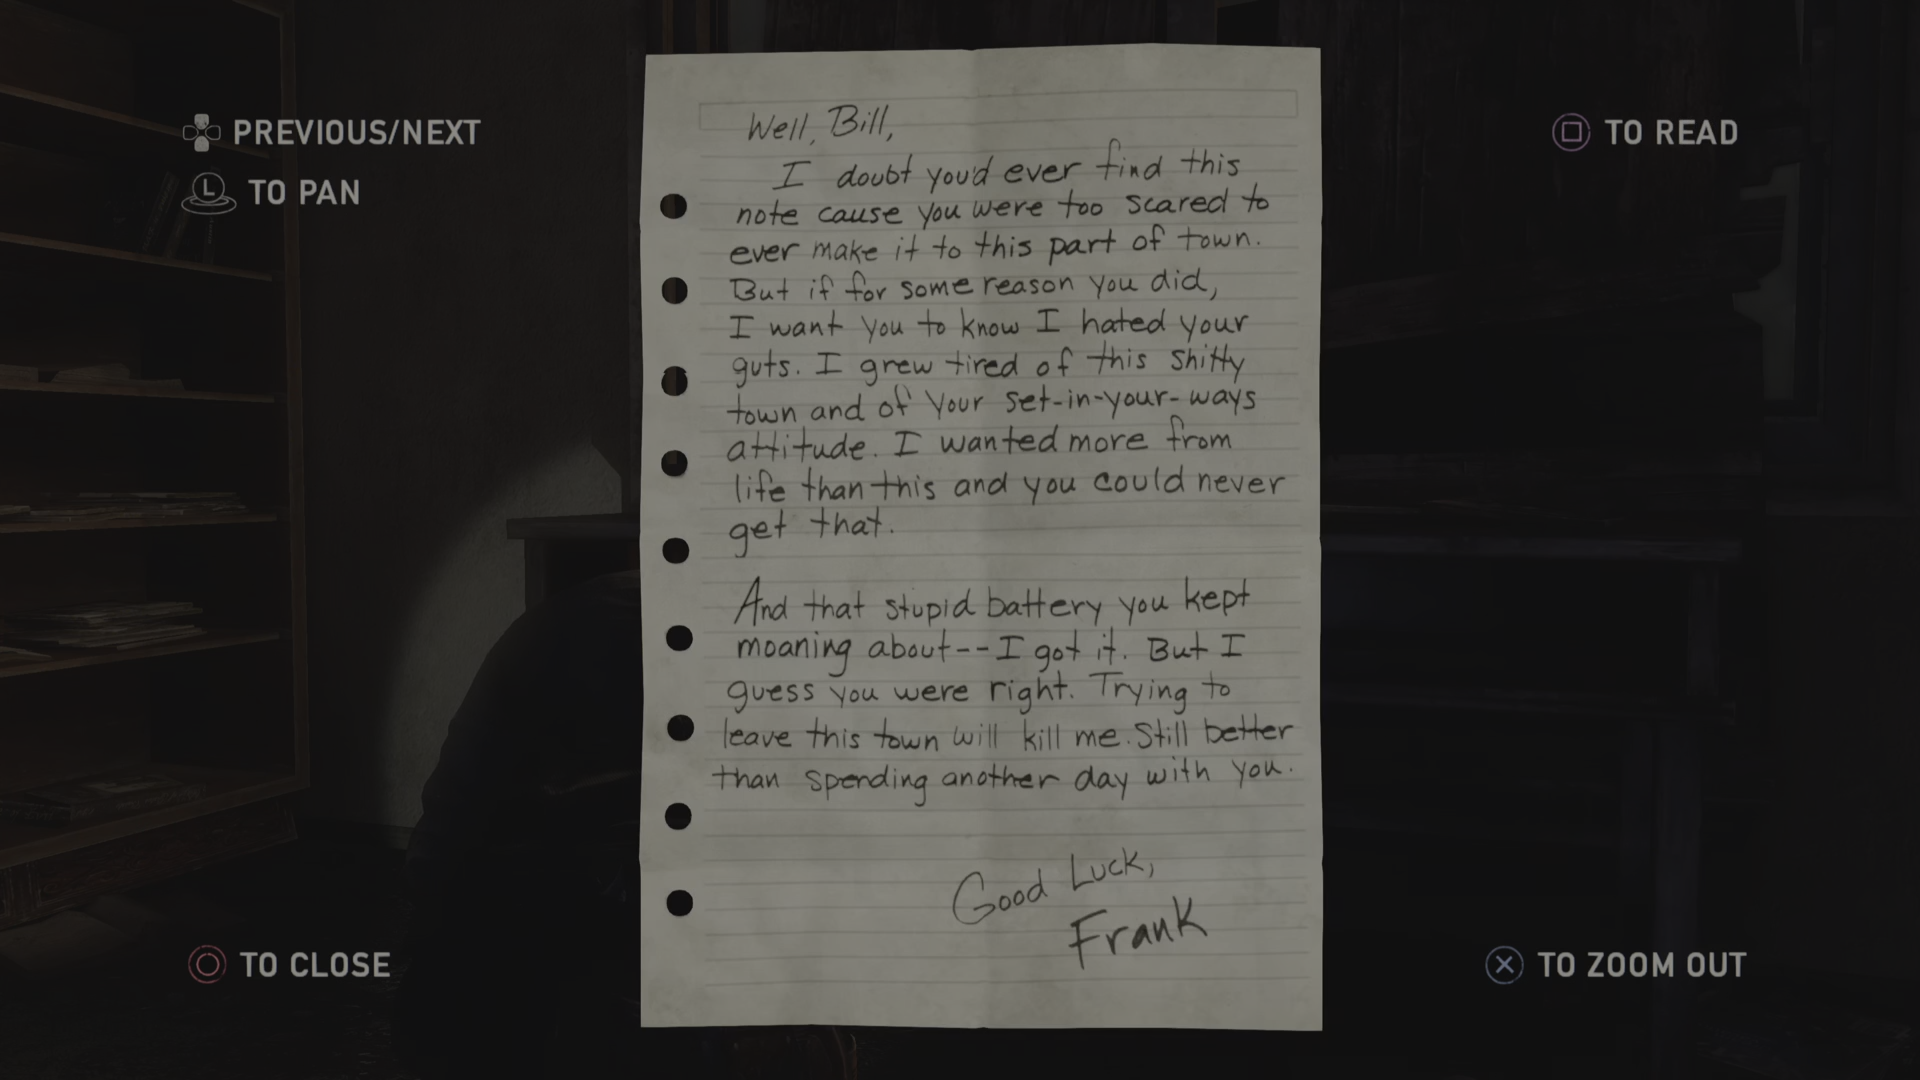 PREVIOUS/NEXT
L TO PAN
TO READ
Well, Bill,
I doubt you'd ever find this
note cause you were too scared to
ever make it to this part of town.
But if for some reason you did,
I want you to know I hated your
guts. I grew tired of this shitty
town and of your set-in-your-ways
attitude. I wanted more from
life than this and you could never
get that.
And that stupid battery you kept
moaning about--I got it. But I
guess you were right. Trying to
leave this town will kill me. Still better
than spending another day with you.
Good Luck,
Frank
TO CLOSE
TO ZOOM OUT